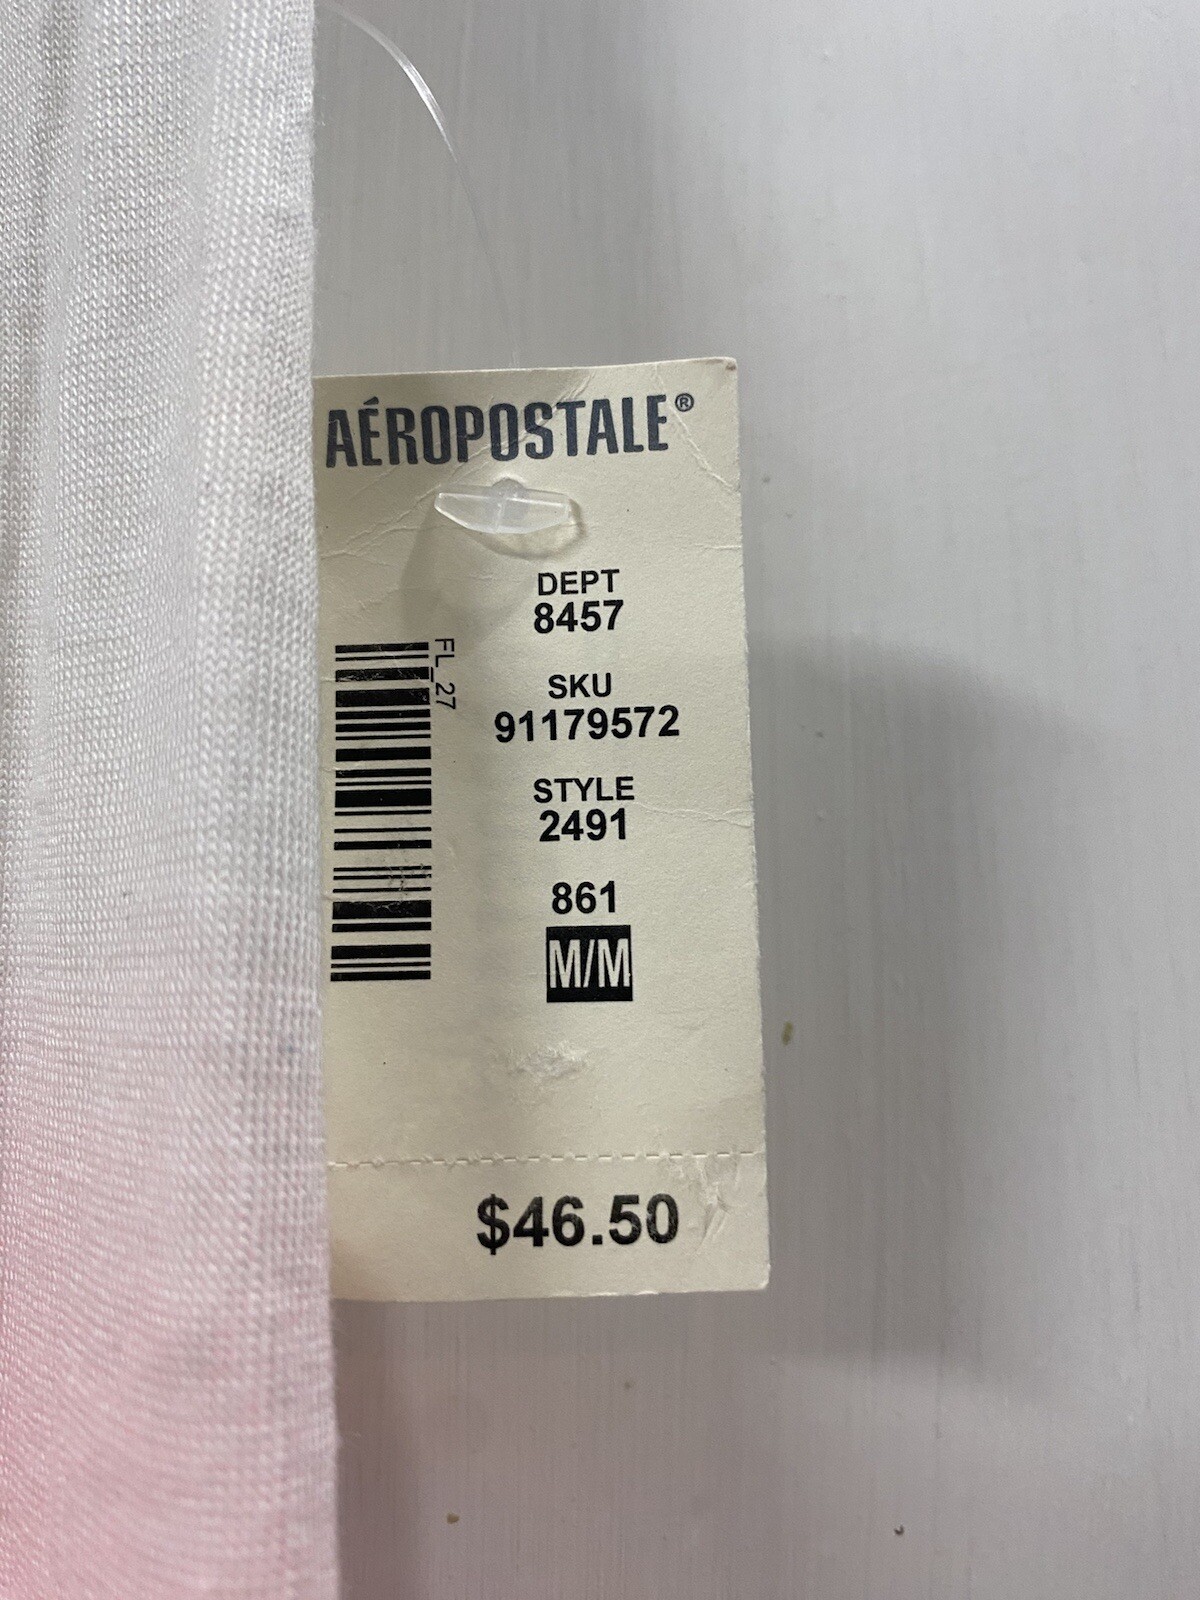 AÉROPOSTALE®
DEPT
8457
FL_27
SKU
91179572
STYLE
2491
861
M/M
$46.50